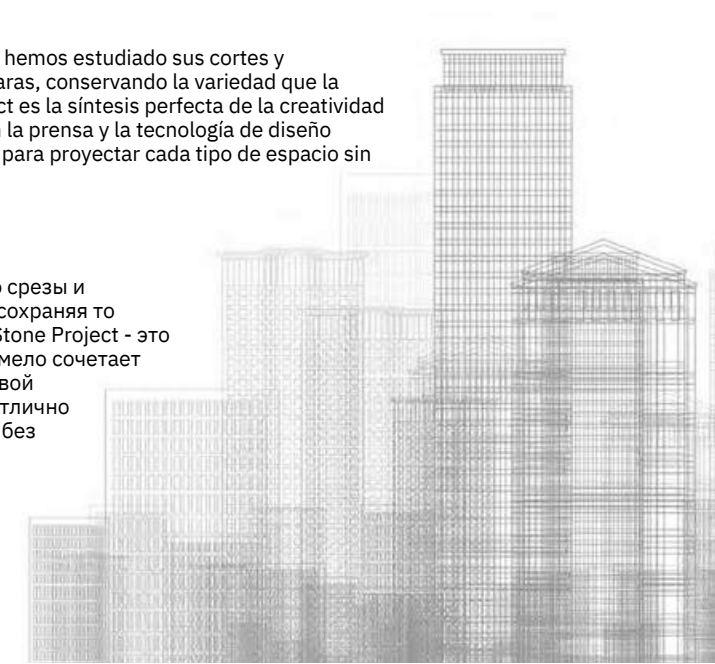 hemos estudiado sus cortes y
aras, conservando la variedad que la
ct es la síntesis perfecta de la creatividad
la prensa y la tecnología de diseño
para proyectar cada tipo de espacio sin
срезы и
сохраняя то
Stone Project - это
мело сочетает
вой
тлично
без